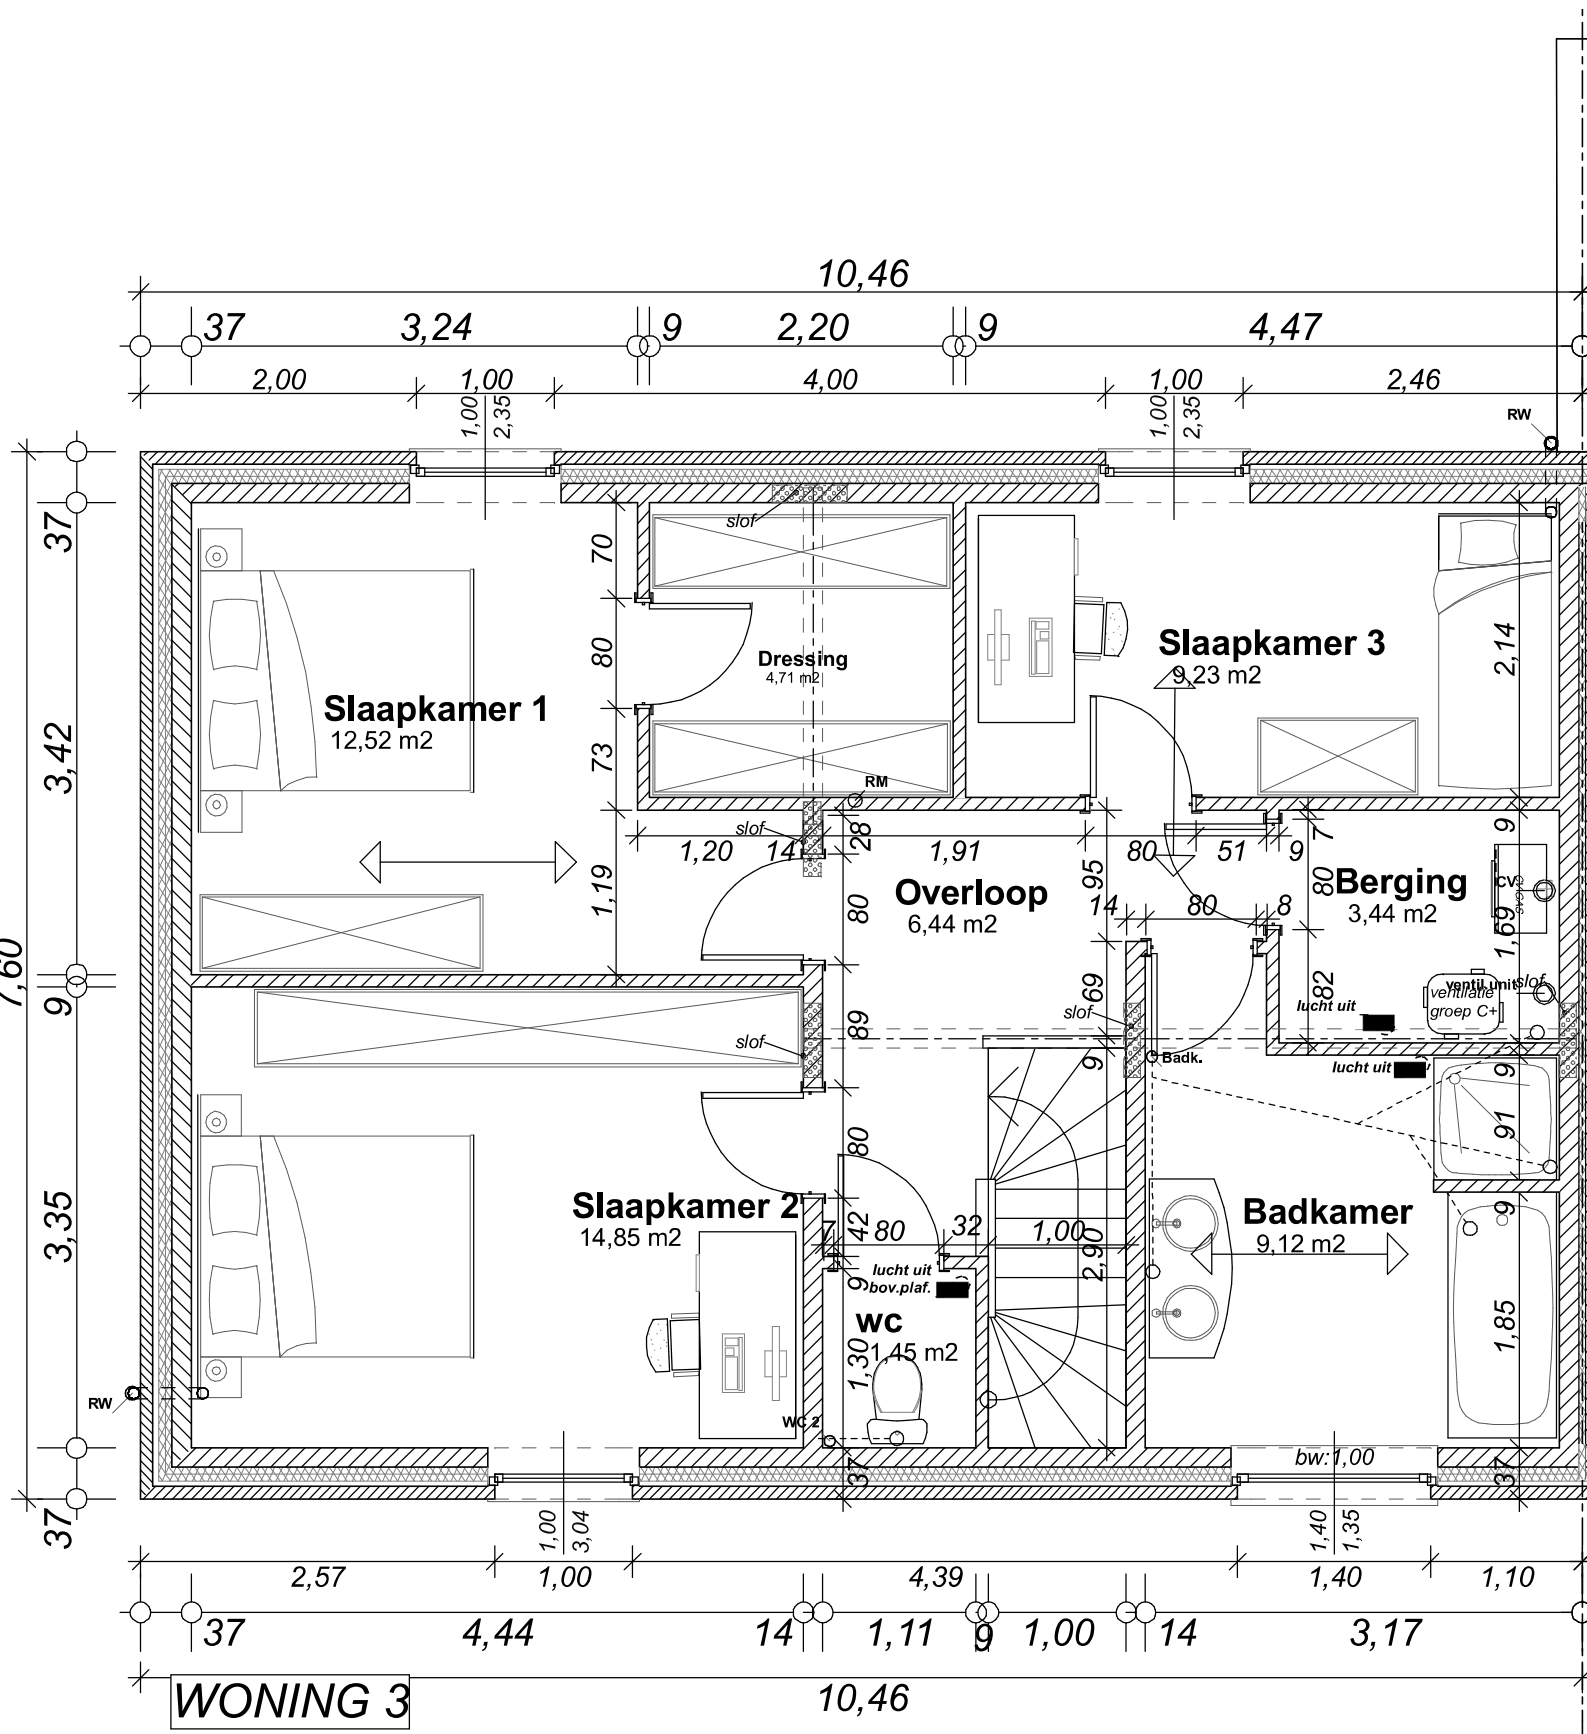 10,46
37 3,24 9 2,20 9 4,47
2,00 1,00 4,00 1,00 2,46
1,00 2,35
1,00 2,35
RW
37
3,42
9
3,35
37
7,60
slof
70
80
73
1,19
Dressing
4,71 m2
Slaapkamer 3
9,23 m2
2,14
Slaapkamer 1
12,52 m2
RM
slof
28
9
7
1,20 14 1,91 80 51 9
95
80
80
Overloop
6,44 m2
14 80 8
Berging
3,44 m2
CV
CV GAS
1,69
69
82
slof
lucht uit
ventil.unit
slof
ventilatie
groep C+
89
slof
9
Badk.
lucht uit
9
91
80
Slaapkamer 2
14,85 m2
9
7 80 32 1,00
42
2,90
Badkamer
9,12 m2
lucht uit
bov.plaf.
9
wc
1,45 m2
1,30
1,85
RW
WC 2
37
bw:1,00
37
1,00 3,04
1,40 1,35
2,57 1,00 4,39 1,40 1,10
37 4,44 14 1,11 9 1,00 14 3,17
WONING 3
10,46